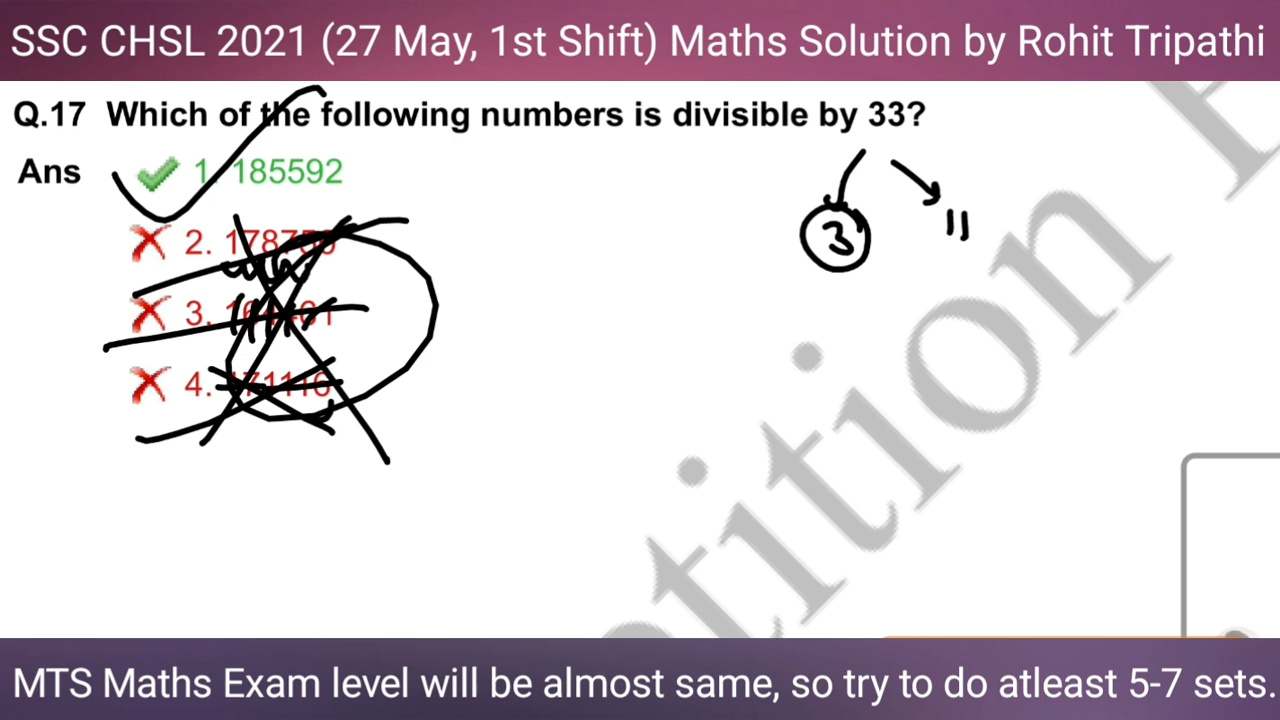 SSC CHSL 2021 (27 May, 1st Shift) Maths Solution by Rohit Tripathi
Q.17 Which of the following numbers is divisible by 33?
Ans 1. 185592
2.
3.
4. 171116
3 11
MTS Maths Exam level will be almost same, so try to do atleast 5-7 sets.